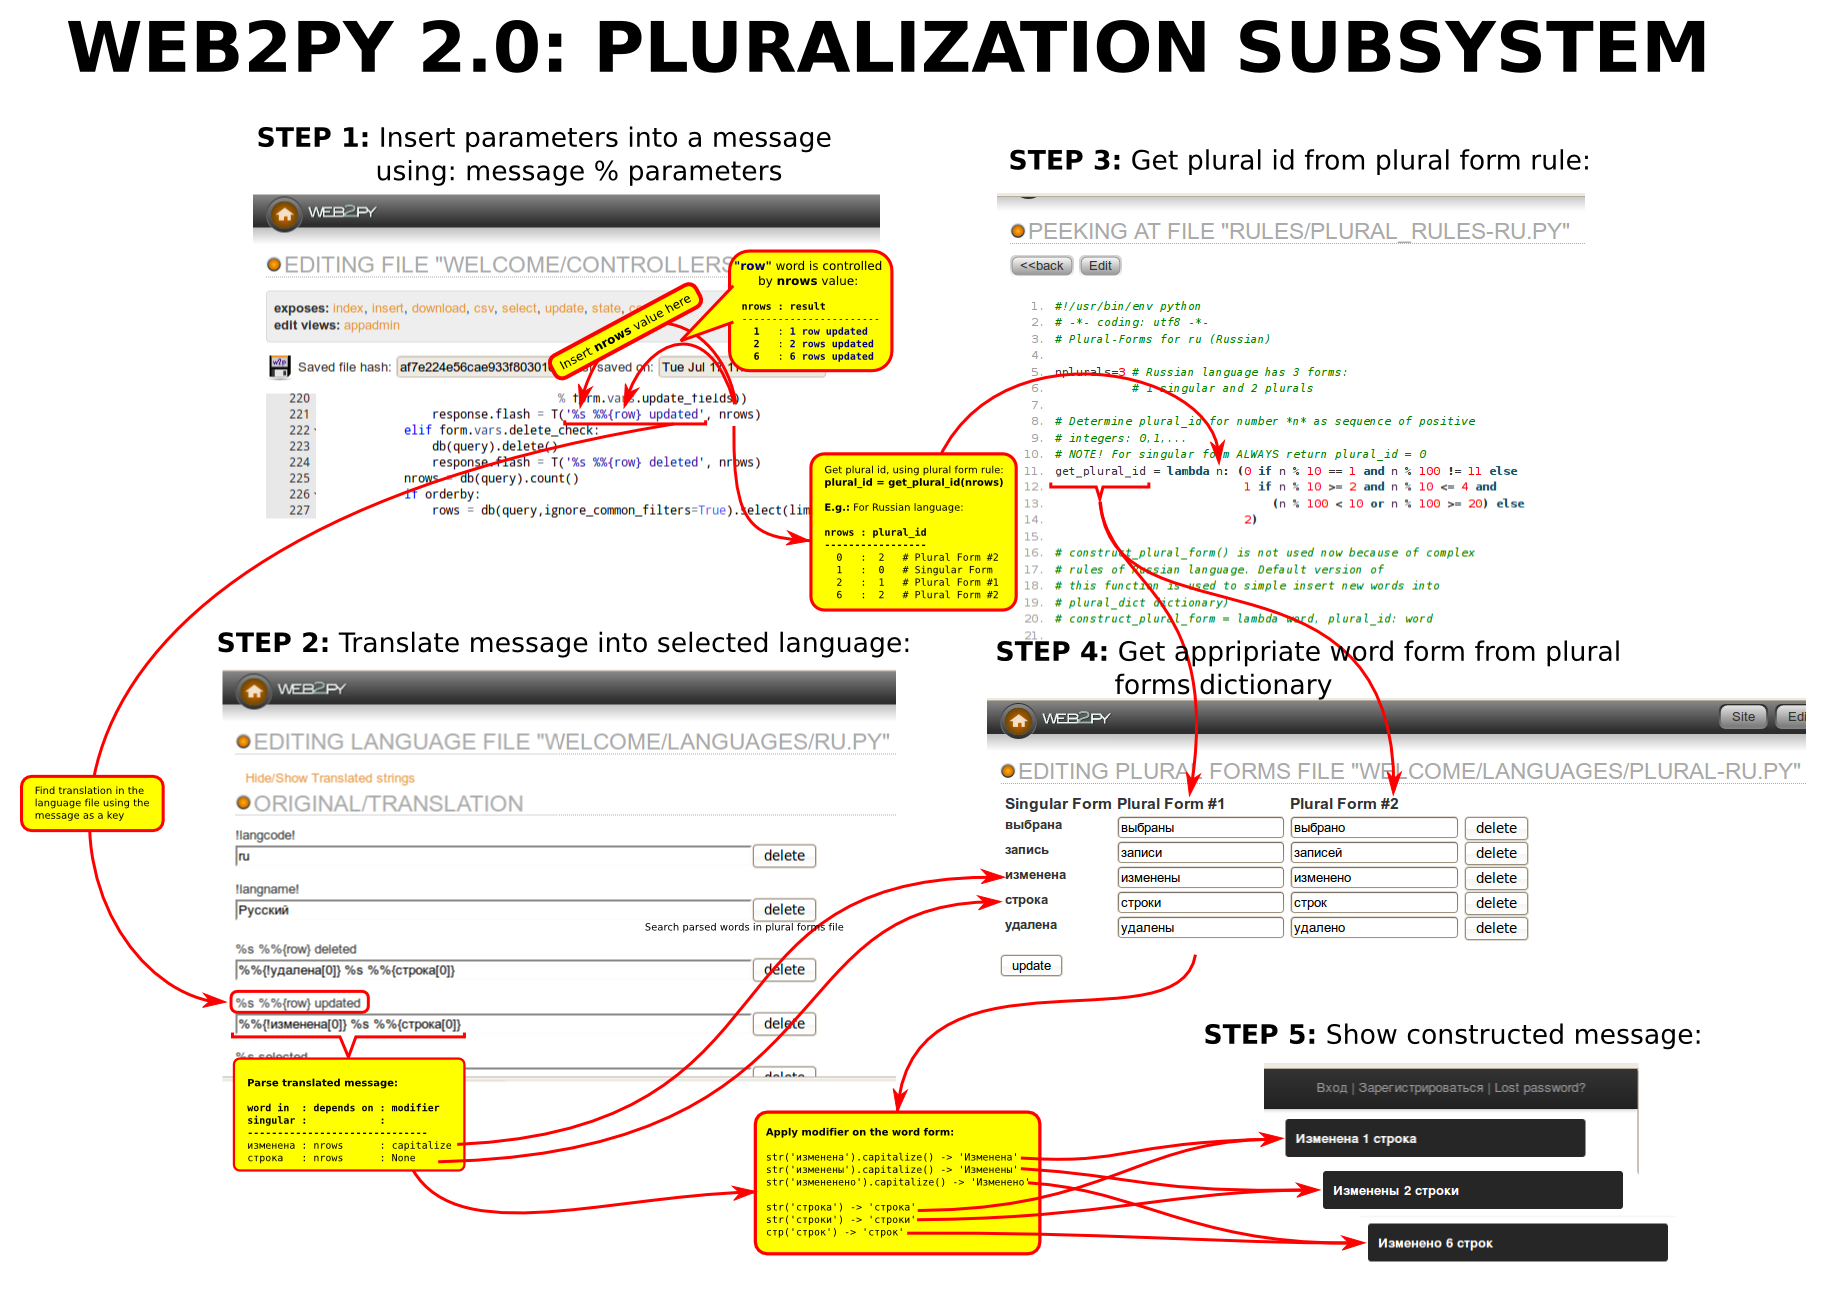 WEB2PY 2.0: PLURALIZATION SUBSYSTEM
STEP 1: Insert parameters into a message
using: message % parameters
WEB2PY
EDITING FILE "WELCOME/CONTROLLERS
exposes: index, insert, download, csv, select, update, state,
edit views: appadmin
"row" word is controlled
by nrows value:
nrows : result
-----------------------
1 : 1 row updated
2 : 2 rows updated
6 : 6 rows updated
Insert nrows value here
Saved file hash: af7e224e56cae933f80301 saved on: Tue Jul 17
220 % form.vars.update_fields))
221 response.flash = T('%s %%{row} updated', nrows)
222 elif form.vars.delete_check:
223 db(query).delete()
224 response.flash = T('%s %%{row} deleted', nrows)
225 nrows = db(query).count()
226 if orderby:
227 rows = db(query,ignore_common_filters=True).select(lim
Get plural id, using plural form rule:
plural_id = get_plural_id(nrows)
E.g.: For Russian language:
nrows : plural_id
-----------------
0 : 2 # Plural Form #2
1 : 0 # Singular Form
2 : 1 # Plural Form #1
6 : 2 # Plural Form #2
STEP 3: Get plural id from plural form rule:
PEEKING AT FILE "RULES/PLURAL_RULES-RU.PY"
<<back Edit
1. #!/usr/bin/env python
2. # -*- coding: utf8 -*-
3. # Plural-Forms for ru (Russian)
4.
5. nplurals=3 # Russian language has 3 forms:
6. # 1 singular and 2 plurals
7.
8. # Determine plural_id for number *n* as sequence of positive
9. # integers: 0,1,...
10. # NOTE! For singular form ALWAYS return plural_id = 0
11. get_plural_id = lambda n: (0 if n % 10 == 1 and n % 100 != 11 else
12. 1 if n % 10 >= 2 and n % 10 <= 4 and
13. (n % 100 < 10 or n % 100 >= 20) else
14. 2)
15.
16. # construct_plural_form() is not used now because of complex
17. # rules of Russian language. Default version of
18. # this function is used to simple insert new words into
19. # plural_dict dictionary)
20. # construct_plural_form = lambda word, plural_id: word
21.
STEP 2: Translate message into selected language:
WEB2PY
EDITING LANGUAGE FILE "WELCOME/LANGUAGES/RU.PY"
Hide/Show Translated strings
ORIGINAL/TRANSLATION
!langcode!
ru delete
!langname!
Русский delete
Search parsed words in plural forms file
%s %%{row} deleted
%%{!удалена[0]} %s %%{строка[0]} delete
%s %%{row} updated
%%{!изменена[0]} %s %%{строка[0]} delete
%s selected
delete
Find translation in the
language file using the
message as a key
Parse translated message:
word in : depends on : modifier
singular : :
------------------------------
изменена : nrows : capitalize
строка : nrows : None
STEP 4: Get appripriate word form from plural
forms dictionary
WEB2PY Site Edi
EDITING PLURAL FORMS FILE "WELCOME/LANGUAGES/PLURAL-RU.PY"
Singular Form Plural Form #1 Plural Form #2
выбрана выбраны выбрано delete
запись записи записей delete
изменена изменены изменено delete
строка строки строк delete
удалена удалены удалено delete
update
Apply modifier on the word form:
str('изменена').capitalize() -> 'Изменена'
str('изменены').capitalize() -> 'Изменены'
str('измененено').capitalize() -> 'Изменено'
str('строка') -> 'строка'
str('строки') -> 'строки'
стр('строк') -> 'строк'
STEP 5: Show constructed message:
Вход | Зарегистрироваться | Lost password?
Изменена 1 строка
Изменены 2 строки
Изменено 6 строк